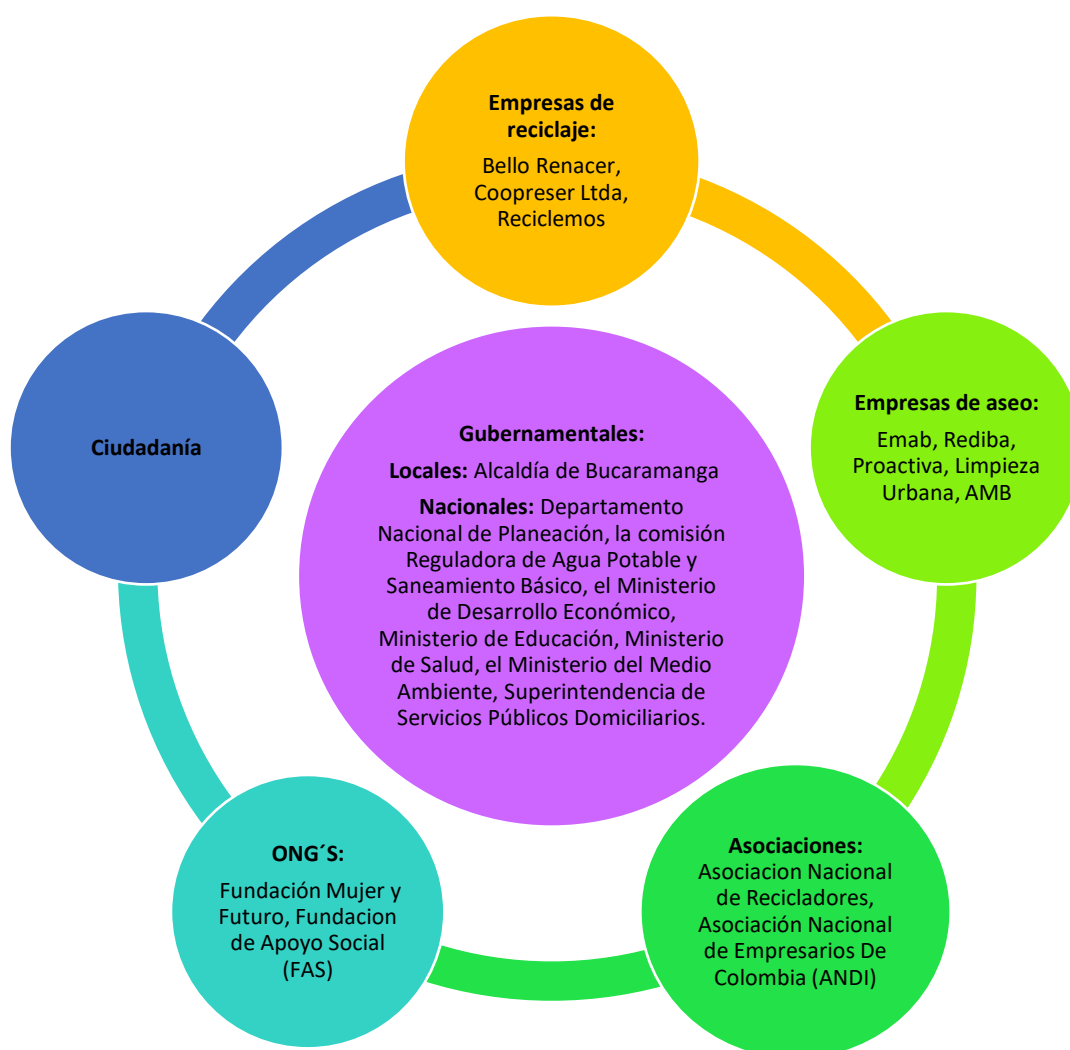 Empresas de
reciclaje:
Bello Renacer,
Coopreser Ltda,
Reciclemos
Empresas de aseo:
Emab, Rediba,
Proactiva, Limpieza
Urbana, AMB
Ciudadanía
Gubernamentales:
Locales: Alcaldía de Bucaramanga
Nacionales: Departamento
Nacional de Planeación, la comisión
Reguladora de Agua Potable y
Saneamiento Básico, el Ministerio
de Desarrollo Económico,
Ministerio de Educación, Ministerio
de Salud, el Ministerio del Medio
Ambiente, Superintendencia de
Servicios Públicos Domiciliarios.
Asociaciones:
Asociacion Nacional
de Recicladores,
Asociación Nacional
de Empresarios De
Colombia (ANDI)
ONG´S:
Fundación Mujer y
Futuro, Fundacion
de Apoyo Social
(FAS)